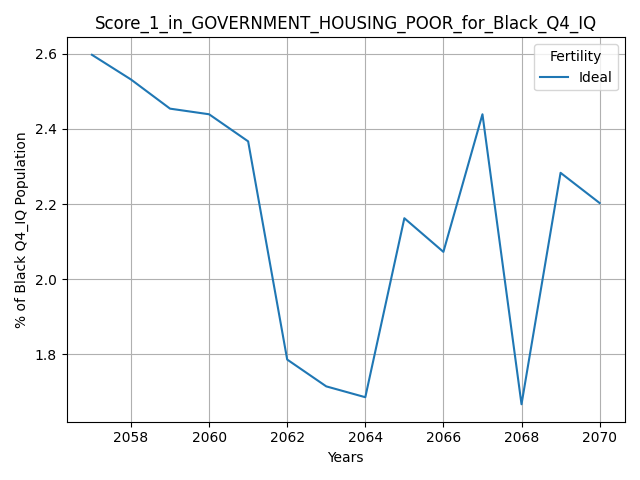 Score_1_in_GOVERNMENT_HOUSING_POOR_for_Black_Q4_IQ
Fertility
Ideal
% of Black Q4_IQ Population
2.6
2.4
2.2
2.0
1.8
2058 2060 2062 2064 2066 2068 2070
Years